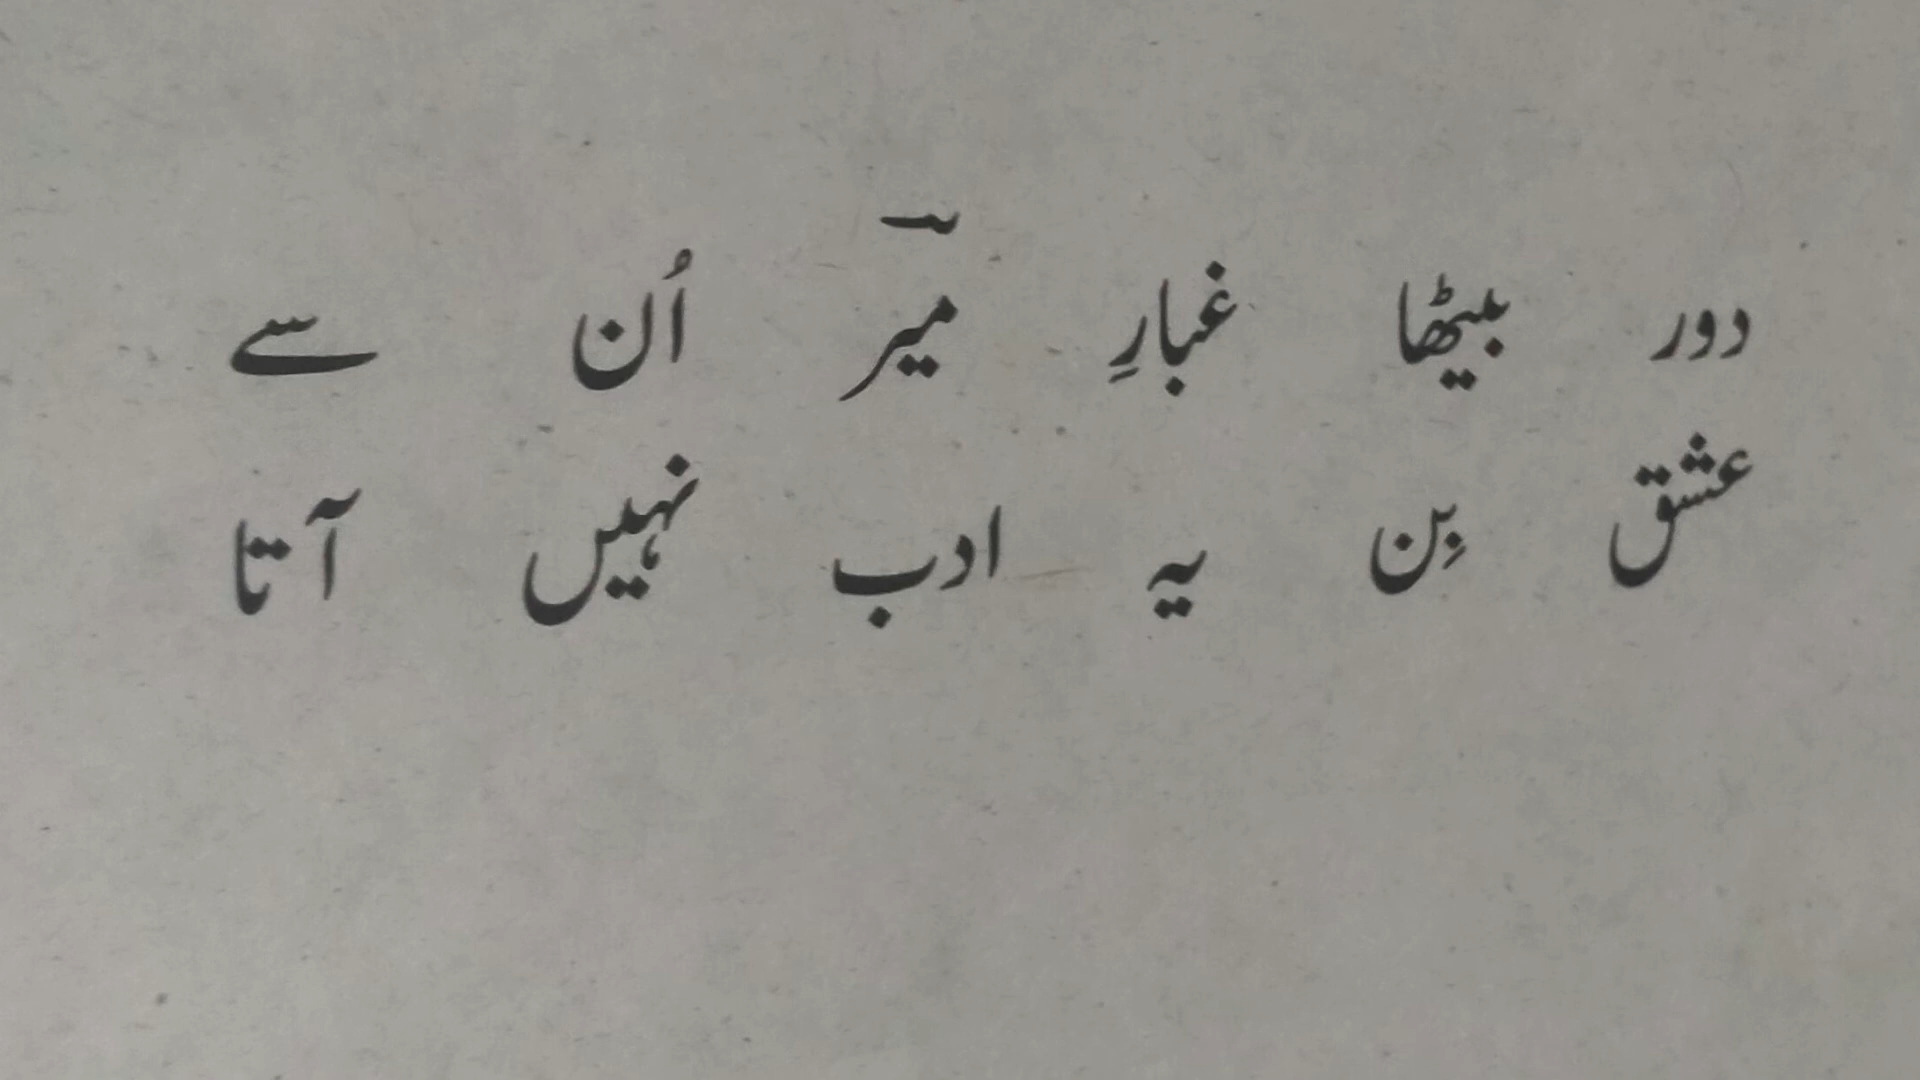 دور بیٹھا غبارِ میرؔ اُن سے
عشق بِن یہ ادب نہیں آتا